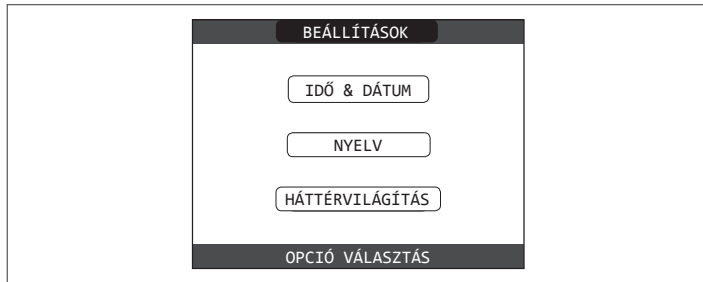 BEÁLLÍTÁSOK
IDŐ & DÁTUM
NYELV
HÁTTÉRVILÁGÍTÁS
OPCIÓ VÁLASZTÁS